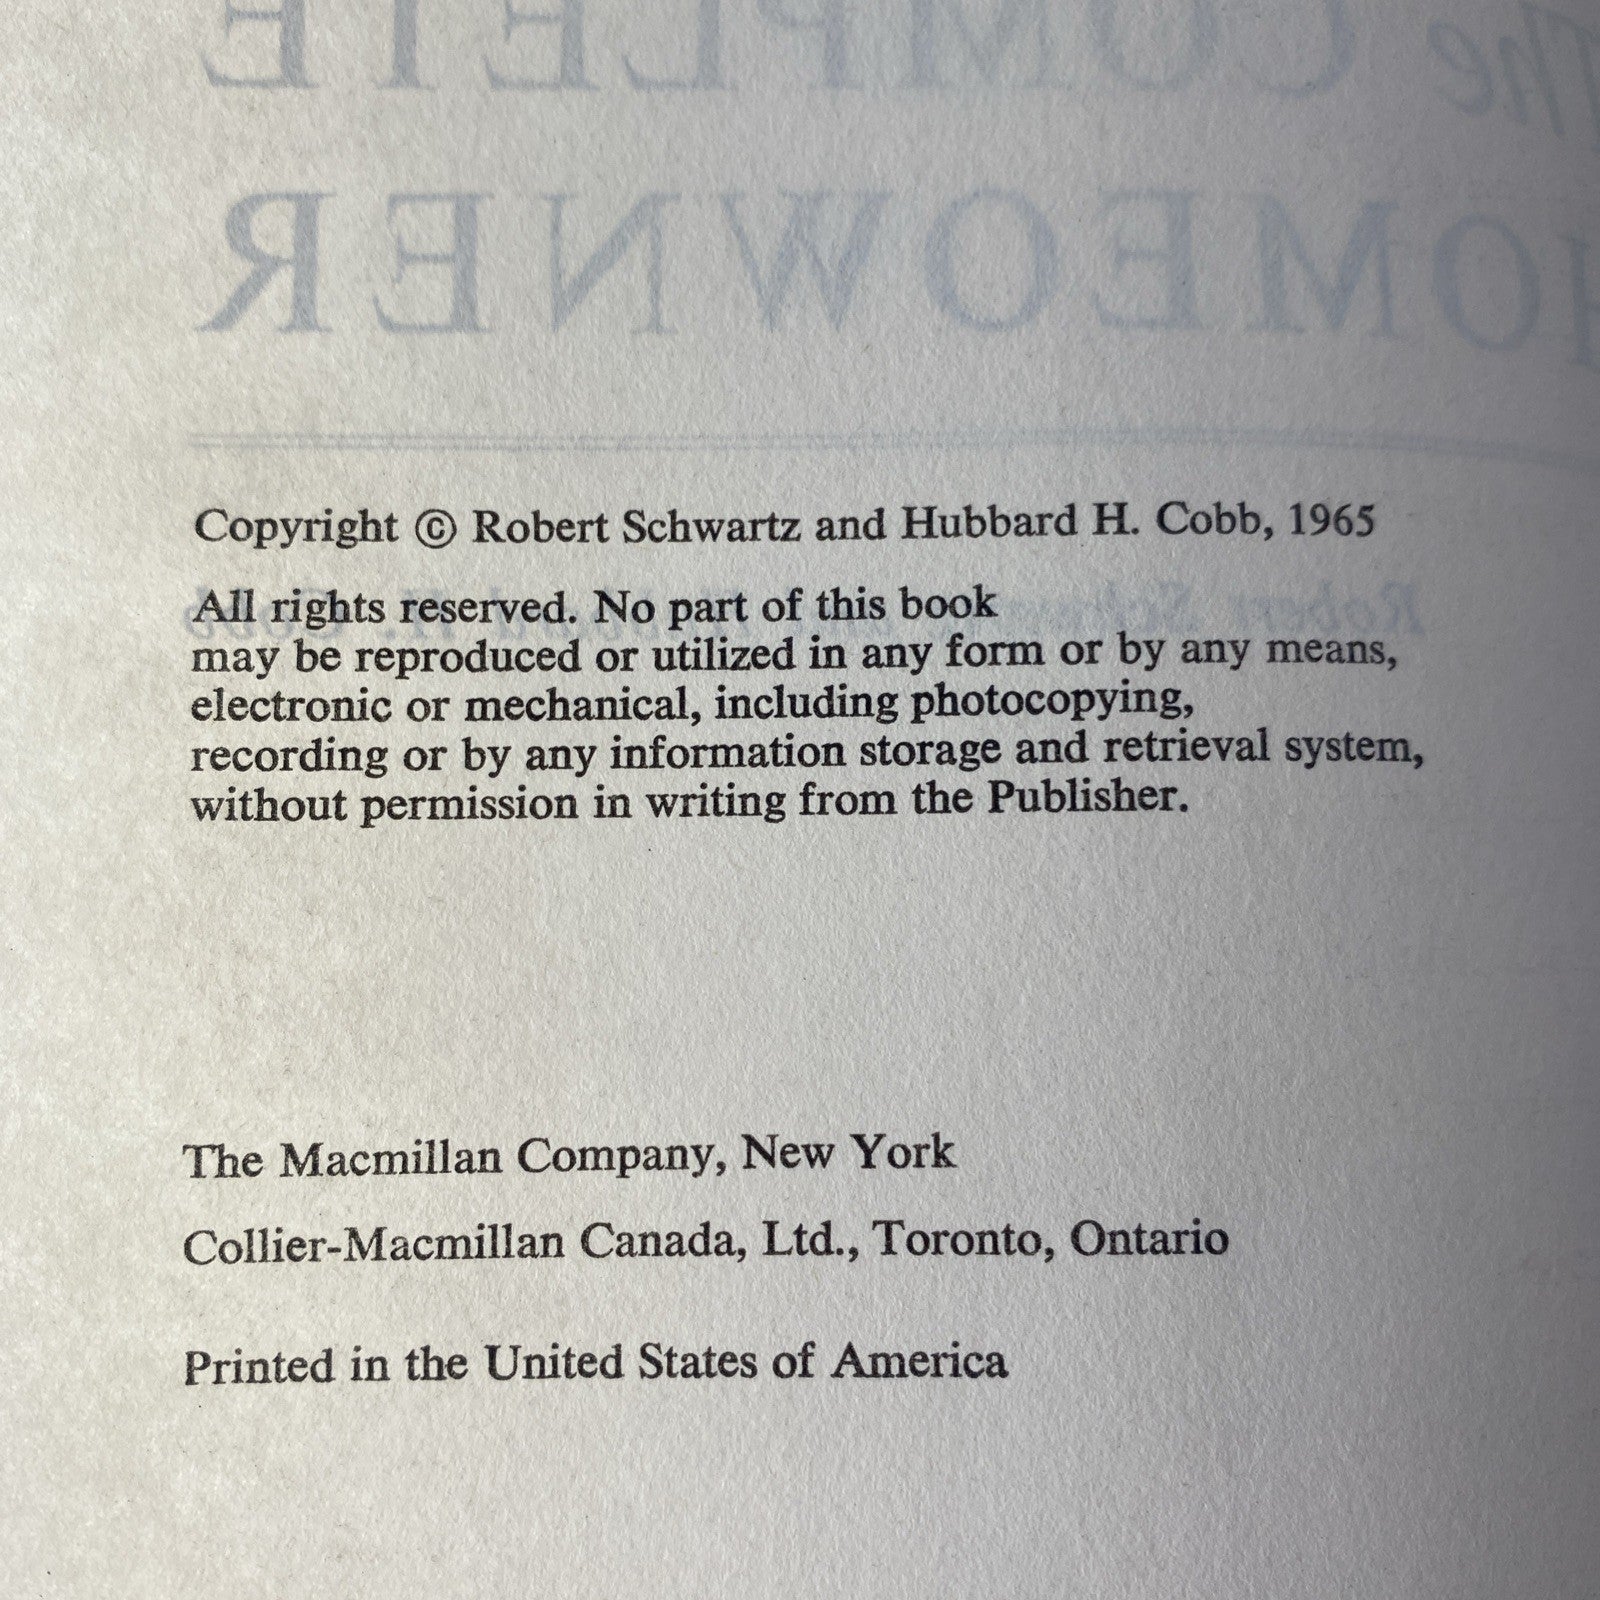 The COMPLETE
HOMEOWNER
Copyright © Robert Schwartz and Hubbard H. Cobb, 1965
All rights reserved. No part of this book
may be reproduced or utilized in any form or by any means,
electronic or mechanical, including photocopying,
recording or by any information storage and retrieval system,
without permission in writing from the Publisher.
The Macmillan Company, New York
Collier-Macmillan Canada, Ltd., Toronto, Ontario
Printed in the United States of America